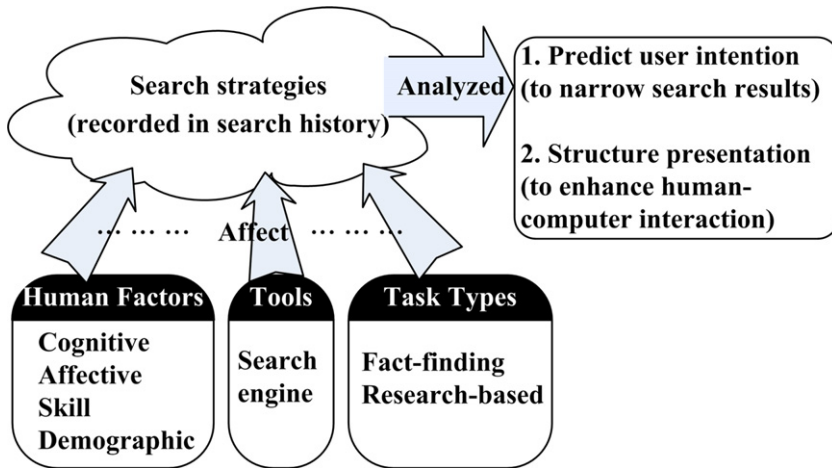 Search strategies
(recorded in search history)
Analyzed
1. Predict user intention
(to narrow search results)
2. Structure presentation
(to enhance human-
computer interaction)
... ... ... Affect ... ... ...
Human Factors
Cognitive
Affective
Skill
Demographic
Tools
Search
engine
Task Types
Fact-finding
Research-based